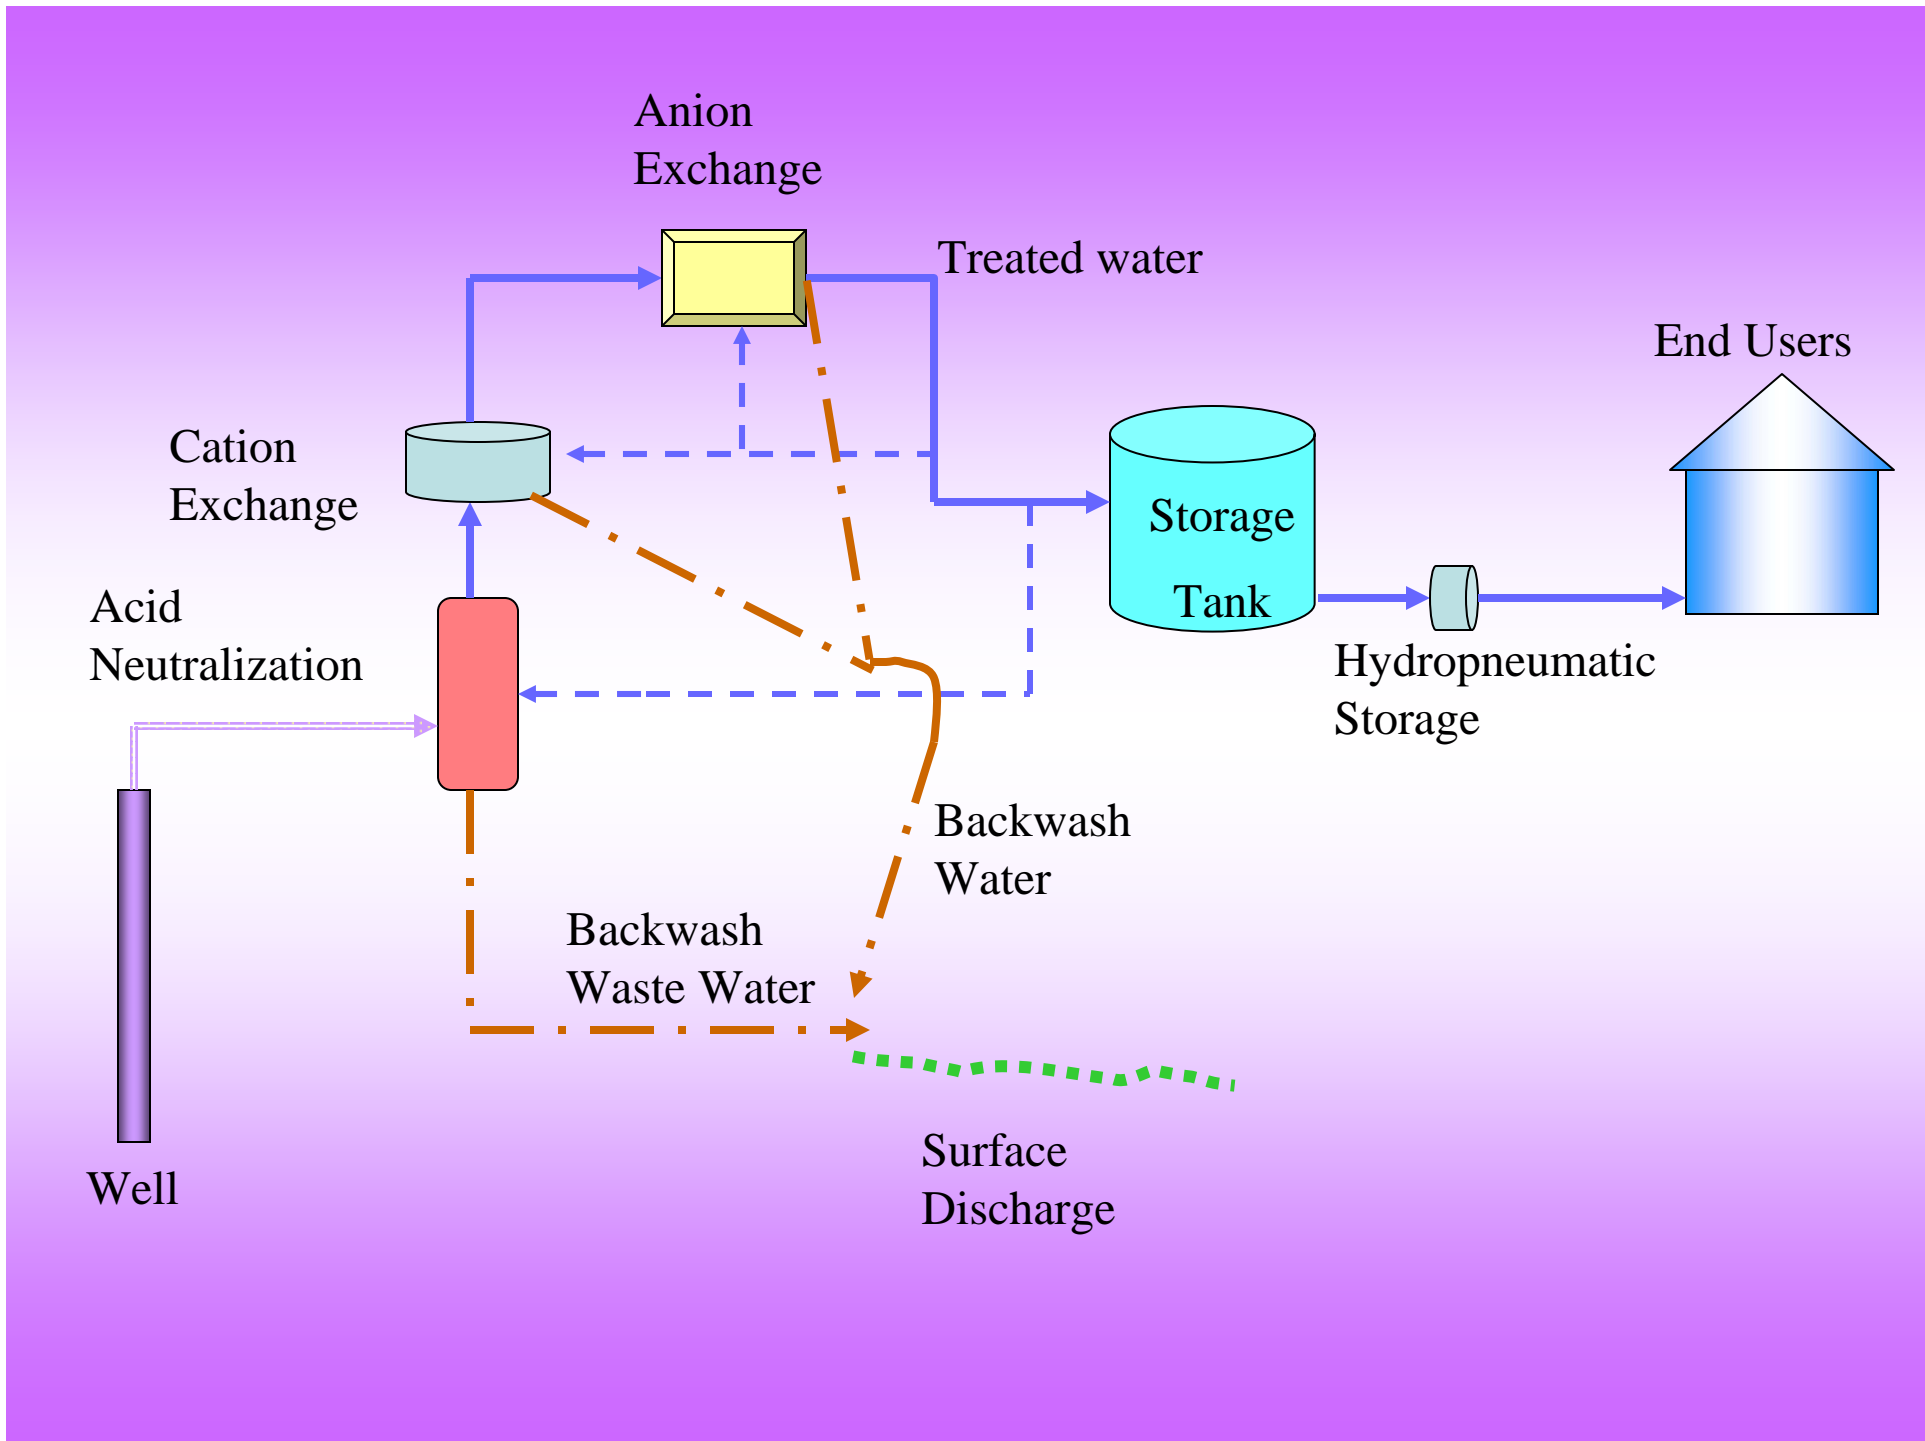 Anion
Exchange
Treated water
End Users
Cation
Exchange
Storage
Tank
Acid
Neutralization
Hydropneumatic
Storage
Backwash
Water
Backwash
Waste Water
Surface
Discharge
Well